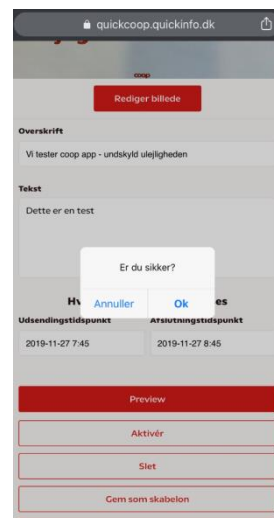 quickcoop.quickinfo.dk
coop
Rediger billede
Overskrift
Vi tester coop app - undskyld ulejligheden
Tekst
Dette er en test
Er du sikker?
Annuller Ok
Udsendingstidspunkt Afslutningstidspunkt
2019-11-27 7:45 2019-11-27 8:45
Preview
Aktivér
Slet
Gem som skabelon